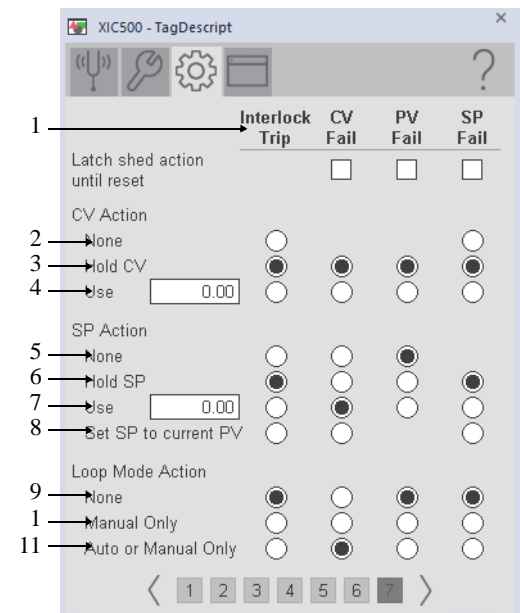 XIC500 - TagDescript
×
?
1 Interlock Trip CV Fail PV Fail SP Fail
Latch shed action
until reset
CV Action
2 None
3 Hold CV
4 Use 0.00
SP Action
5 None
6 Hold SP
7 Use 0.00
8 Set SP to current PV
Loop Mode Action
9 None
1 Manual Only
11 Auto or Manual Only
1 2 3 4 5 6 7